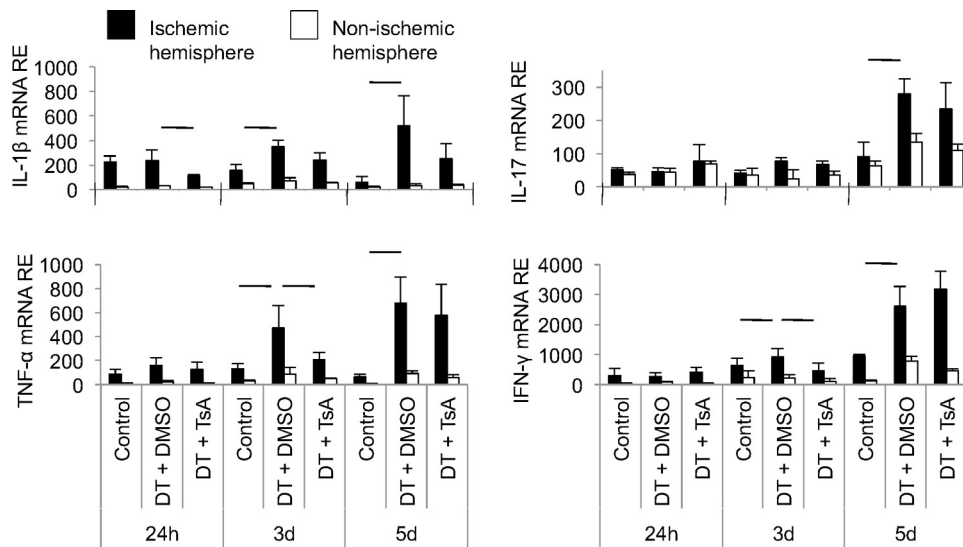 Ischemic
hemisphere
Non-ischemic
hemisphere
IL-1β mRNA RE
1000
800
600
400
200
0
IL-17 mRNA RE
300
200
100
0
TNF-α mRNA RE
1000
800
600
400
200
0
IFN-γ mRNA RE
4000
3000
2000
1000
0
Control
DT + DMSO
DT + TsA
Control
DT + DMSO
DT + TsA
Control
DT + DMSO
DT + TsA
24h
3d
5d
Control
DT + DMSO
DT + TsA
Control
DT + DMSO
DT + TsA
Control
DT + DMSO
DT + TsA
24h
3d
5d